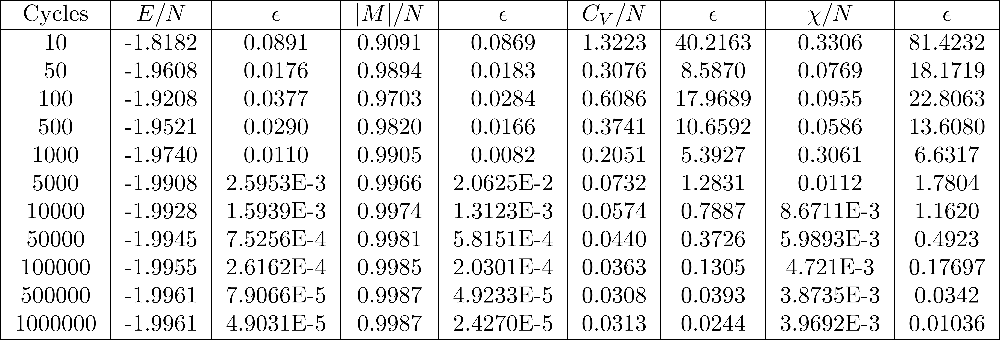 Cycles E/N ϵ |M|/N ϵ C_V/N ϵ χ/N ϵ
10 -1.8182 0.0891 0.9091 0.0869 1.3223 40.2163 0.3306 81.4232
50 -1.9608 0.0176 0.9894 0.0183 0.3076 8.5870 0.0769 18.1719
100 -1.9208 0.0377 0.9703 0.0284 0.6086 17.9689 0.0955 22.8063
500 -1.9521 0.0290 0.9820 0.0166 0.3741 10.6592 0.0586 13.6080
1000 -1.9740 0.0110 0.9905 0.0082 0.2051 5.3927 0.3061 6.6317
5000 -1.9908 2.5953E-3 0.9966 2.0625E-2 0.0732 1.2831 0.0112 1.7804
10000 -1.9928 1.5939E-3 0.9974 1.3123E-3 0.0574 0.7887 8.6711E-3 1.1620
50000 -1.9945 7.5256E-4 0.9981 5.8151E-4 0.0440 0.3726 5.9893E-3 0.4923
100000 -1.9955 2.6162E-4 0.9985 2.0301E-4 0.0363 0.1305 4.721E-3 0.17697
500000 -1.9961 7.9066E-5 0.9987 4.9233E-5 0.0308 0.0393 3.8735E-3 0.0342
1000000 -1.9961 4.9031E-5 0.9987 2.4270E-5 0.0313 0.0244 3.9692E-3 0.01036